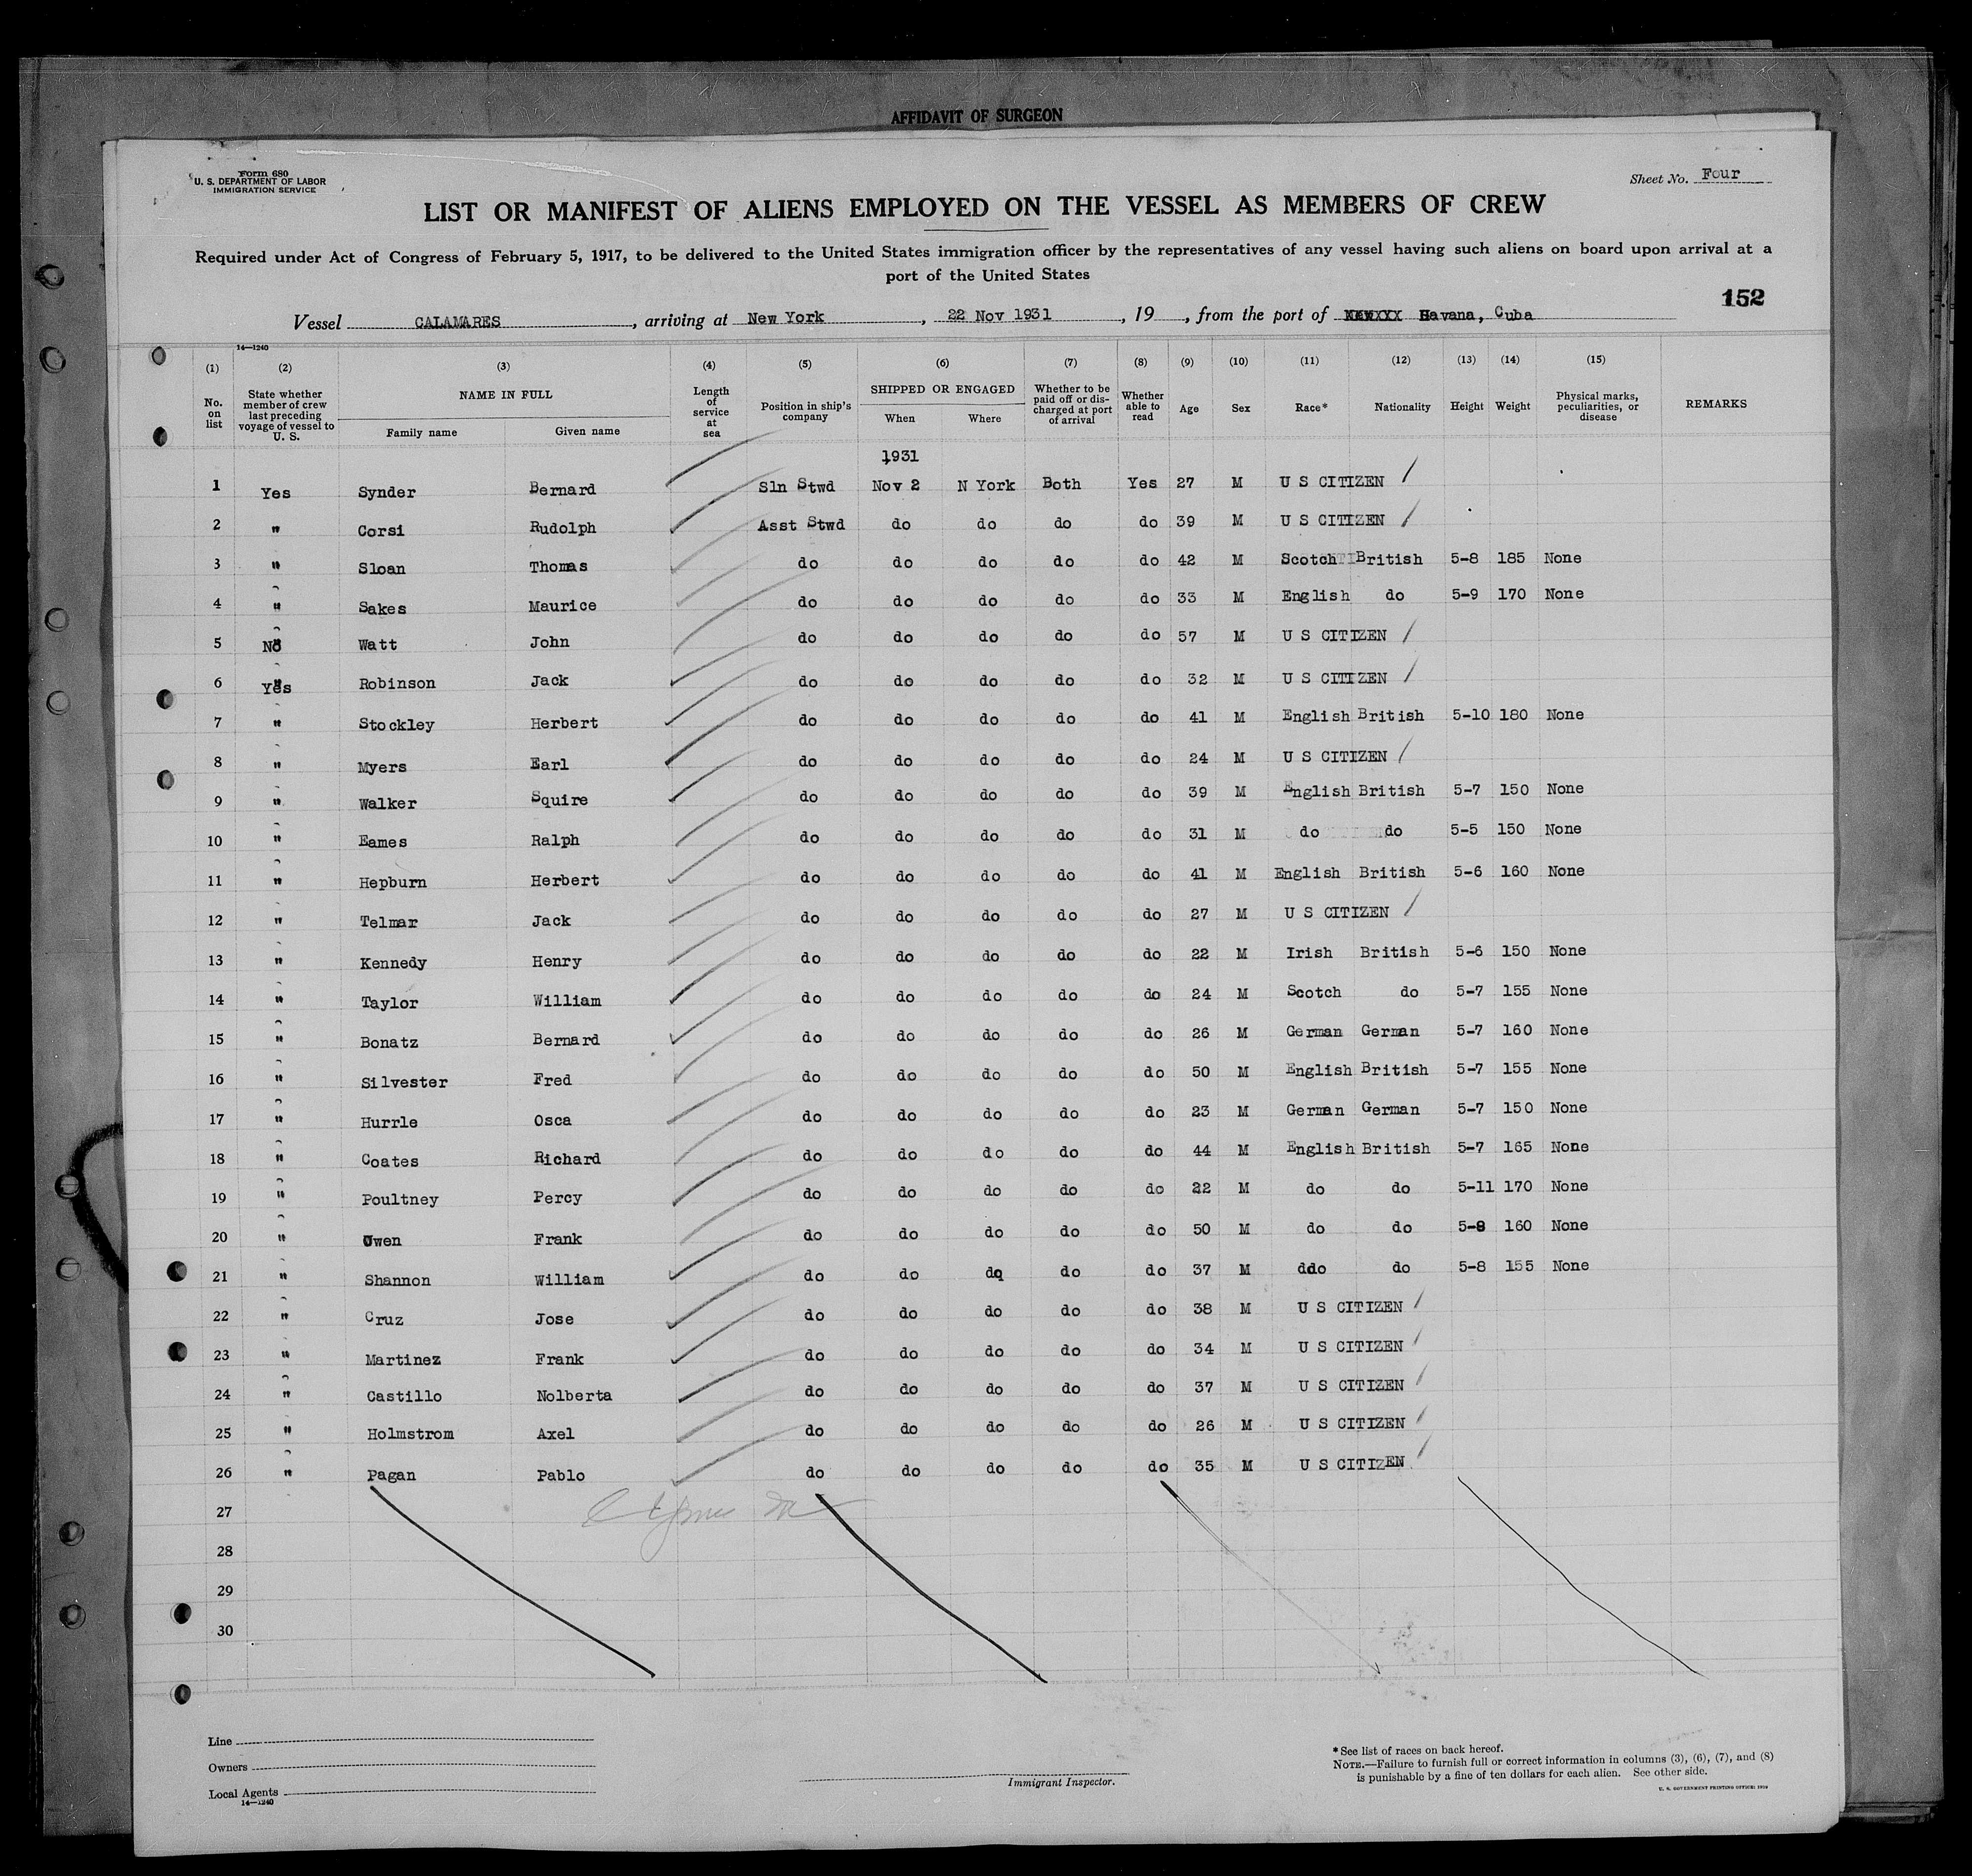 AFFIDAVIT OF SURGEON
Form 680
U. S. DEPARTMENT OF LABOR
IMMIGRATION SERVICE
Sheet No. Four
LIST OR MANIFEST OF ALIENS EMPLOYED ON THE VESSEL AS MEMBERS OF CREW
Required under Act of Congress of February 5, 1917, to be delivered to the United States immigration officer by the representatives of any vessel having such aliens on board upon arrival at a
port of the United States
152
Vessel CALAMARES, arriving at New York, 22 Nov 1931, 19, from the port of Havana, Cuba
14—1240
(1) (2) (3) (4) (5) (6) (7) (8) (9) (10) (11) (12) (13) (14) (15)
No. on list
State whether member of crew last preceding voyage of vessel to U. S.
NAME IN FULL
Family name Given name
Length of service at sea
Position in ship's company
SHIPPED OR ENGAGED
When Where
Whether to be paid off or discharged at port of arrival
Whether able to read
Age Sex Race* Nationality Height Weight
Physical marks, peculiarities, or disease
REMARKS
1931
1 Yes Synder Bernard Sln Stwd Nov 2 N York Both Yes 27 M U S CITIZEN
2 " Corsi Rudolph Asst Stwd do do do do 39 M U S CITIZEN
3 " Sloan Thomas do do do do do 42 M Scotch British 5-8 185 None
4 " Sakes Maurice do do do do do 33 M English do 5-9 170 None
5 No Watt John do do do do do 57 M U S CITIZEN
6 Yes Robinson Jack do do do do do 32 M U S CITIZEN
7 " Stockley Herbert do do do do do 41 M English British 5-10 180 None
8 " Myers Earl do do do do do 24 M U S CITIZEN
9 " Walker Squire do do do do do 39 M English British 5-7 150 None
10 " Eames Ralph do do do do do 31 M do do 5-5 150 None
11 " Hepburn Herbert do do do do do 41 M English British 5-6 160 None
12 " Telmar Jack do do do do do 27 M U S CITIZEN
13 " Kennedy Henry do do do do do 22 M Irish British 5-6 150 None
14 " Taylor William do do do do do 24 M Scotch do 5-7 155 None
15 " Bonatz Bernard do do do do do 26 M German German 5-7 160 None
16 " Silvester Fred do do do do do 50 M English British 5-7 155 None
17 " Hurrle Osca do do do do do 23 M German German 5-7 150 None
18 " Coates Richard do do do do do 44 M English British 5-7 165 None
19 " Poultney Percy do do do do do 22 M do do 5-11 170 None
20 " Owen Frank do do do do do 50 M do do 5-8 160 None
21 " Shannon William do do do do do 37 M ddo do 5-8 155 None
22 " Cruz Jose do do do do do 38 M U S CITIZEN
23 " Martinez Frank do do do do do 34 M U S CITIZEN
24 " Castillo Nolberta do do do do do 37 M U S CITIZEN
25 " Holmstrom Axel do do do do do 26 M U S CITIZEN
26 " Pagan Pablo do do do do do 35 M U S CITIZEN
27
28
29
30
Line
Owners
Local Agents
14—1240
Immigrant Inspector.
*See list of races on back hereof.
NOTE.—Failure to furnish full or correct information in columns (3), (6), (7), and (8)
is punishable by a fine of ten dollars for each alien. See other side.